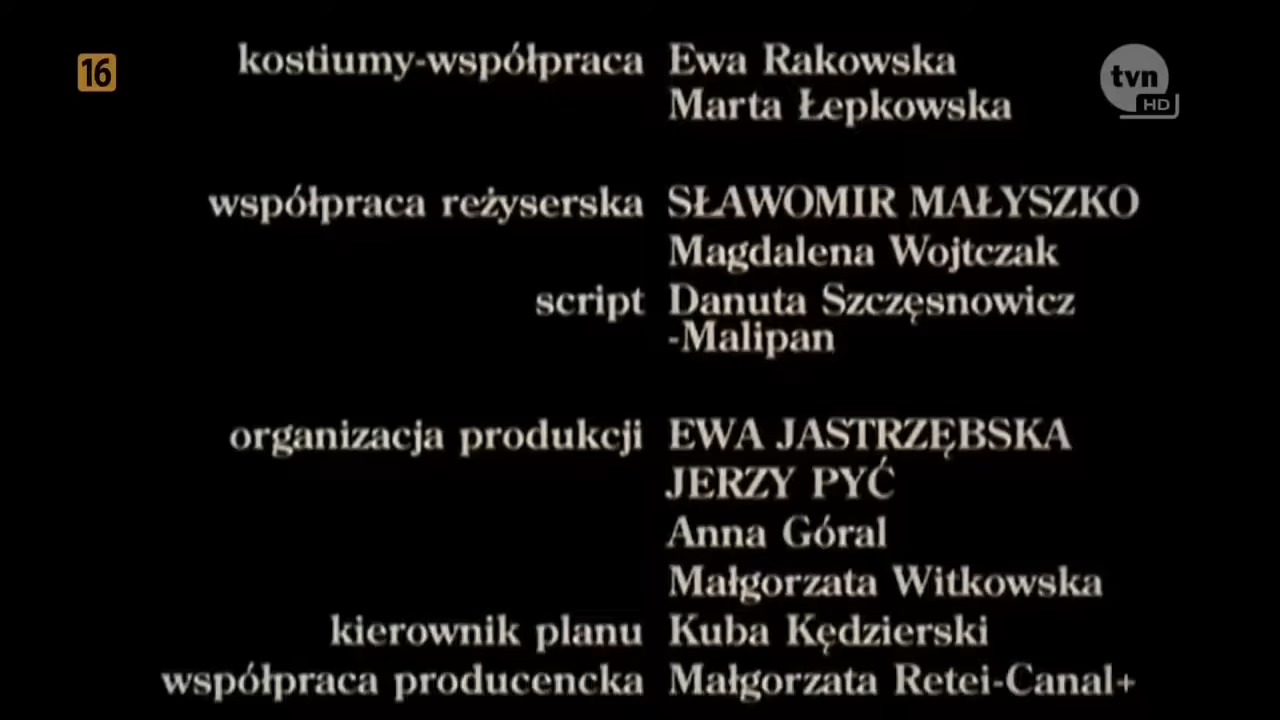 16
tvn
HD
kostiumy-współpraca Ewa Rakowska
Marta Łepkowska
współpraca reżyserska SŁAWOMIR MAŁYSZKO
Magdalena Wojtczak
script Danuta Szczęsnowicz
-Malipan
organizacja produkcji EWA JASTRZĘBSKA
JERZY PYĆ
Anna Góral
Małgorzata Witkowska
kierownik planu Kuba Kędzierski
współpraca producencka Małgorzata Retei-Canal+